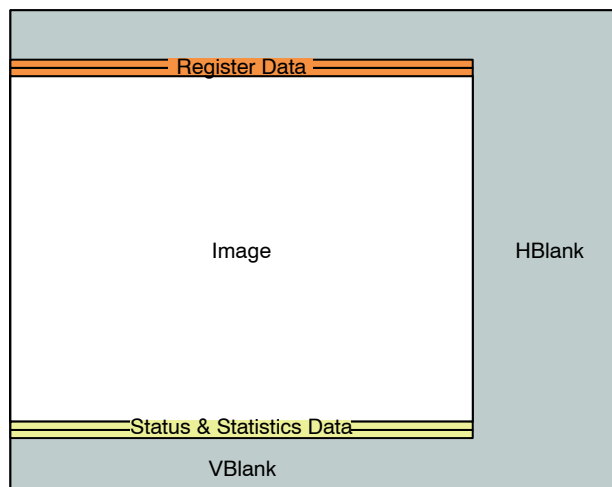 Register Data
Image
HBlank
Status & Statistics Data
VBlank